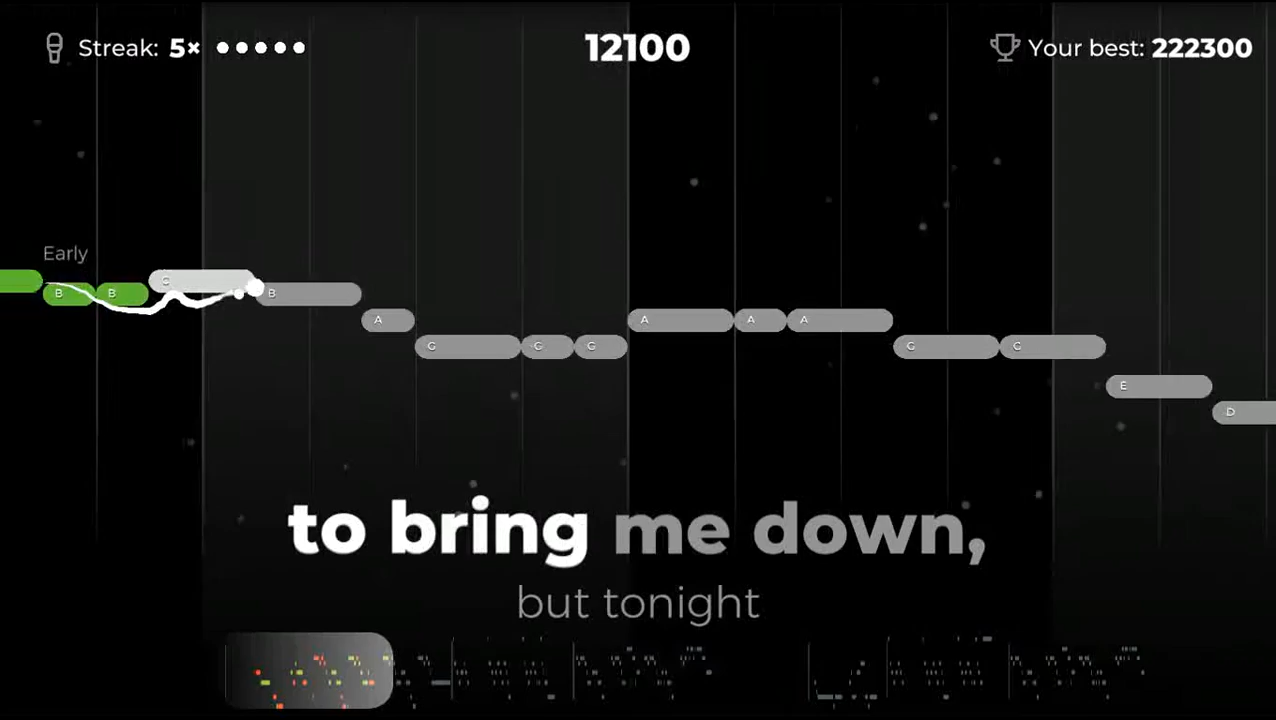 Streak: 5×
12100
Your best: 222300
Early
B B C B A G G G A A A G C E D
to bring me down,
but tonight